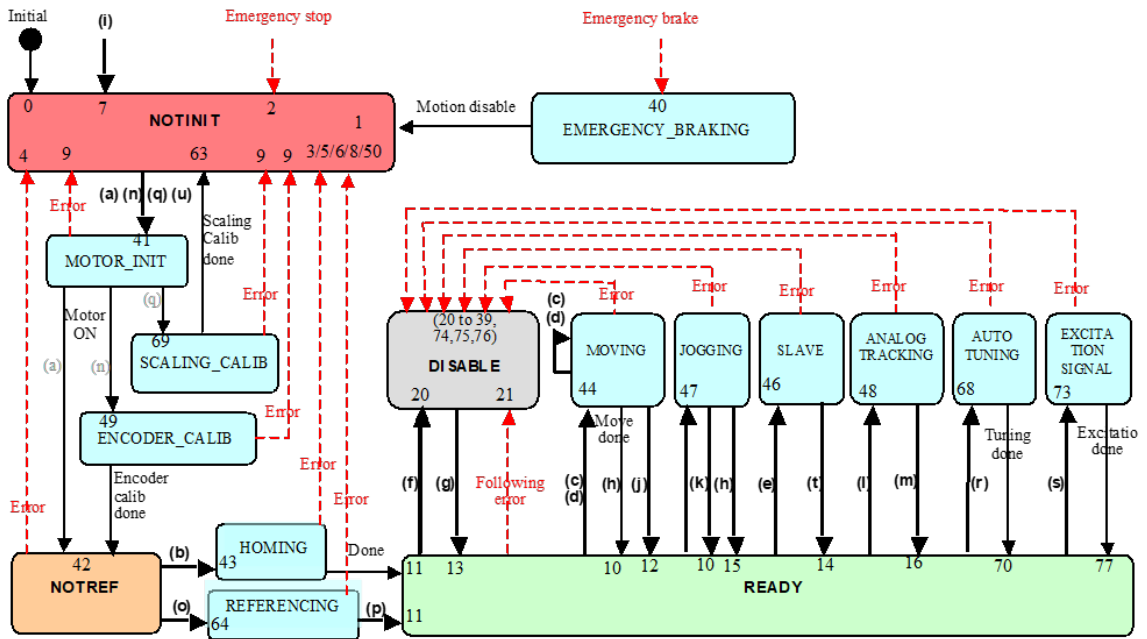 Initial
(i)
Emergency stop
Emergency brake
0
7
2
1
NOTINIT
4
9
63
9
9
3/5/6/8/50
Motion disable
40
EMERGENCY_BRAKING
Error
(a) (n) (q) (u)
Scaling
Calib
done
41
MOTOR_INIT
Motor
ON
(q)
(a)
(n)
69
SCALING_CALIB
Error
Error
49
ENCODER_CALIB
Encoder
calib
done
Error
Error
Error
(c)
(d)
Error
Error
Error
Error
Error
Error
(20 to 39,
74,75,76)
DISABLE
20
21
MOVING
44
JOGGING
47
SLAVE
46
ANALOG
TRACKING
48
AUTO
TUNING
68
EXCITA
TION
SIGNAL
73
Move
done
Tuning
done
Excitatio
done
(f)
(g)
Following
error
(c)
(d)
(h)
(j)
(k)
(h)
(e)
(t)
(l)
(m)
(r)
(s)
42
NOTREF
(b)
43
HOMING
Done
(o)
64
REFERENCING
(p)
11
13
10
12
10
15
14
16
70
77
READY
11